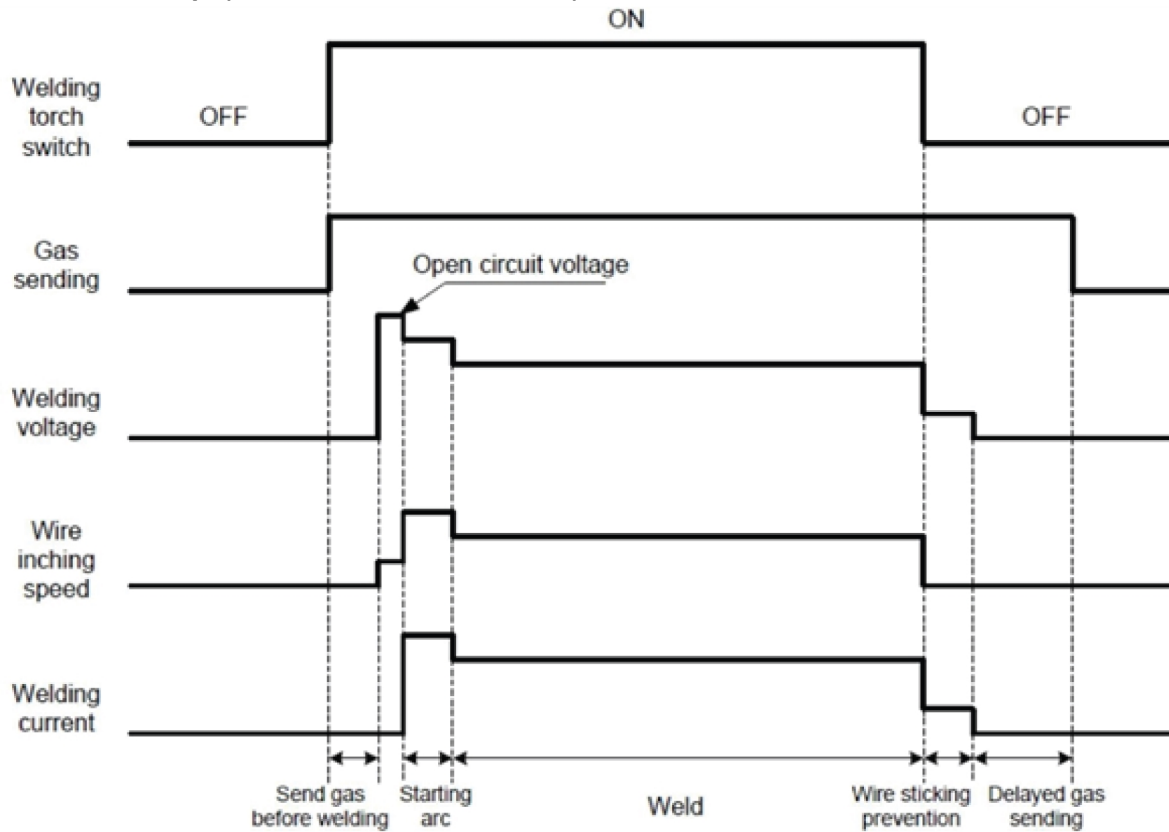 ON
Welding
torch
switch
OFF
OFF
Gas
sending
Open circuit voltage
Welding
voltage
Wire
inching
speed
Welding
current
Send gas
before welding
Starting
arc
Weld
Wire sticking
prevention
Delayed gas
sending